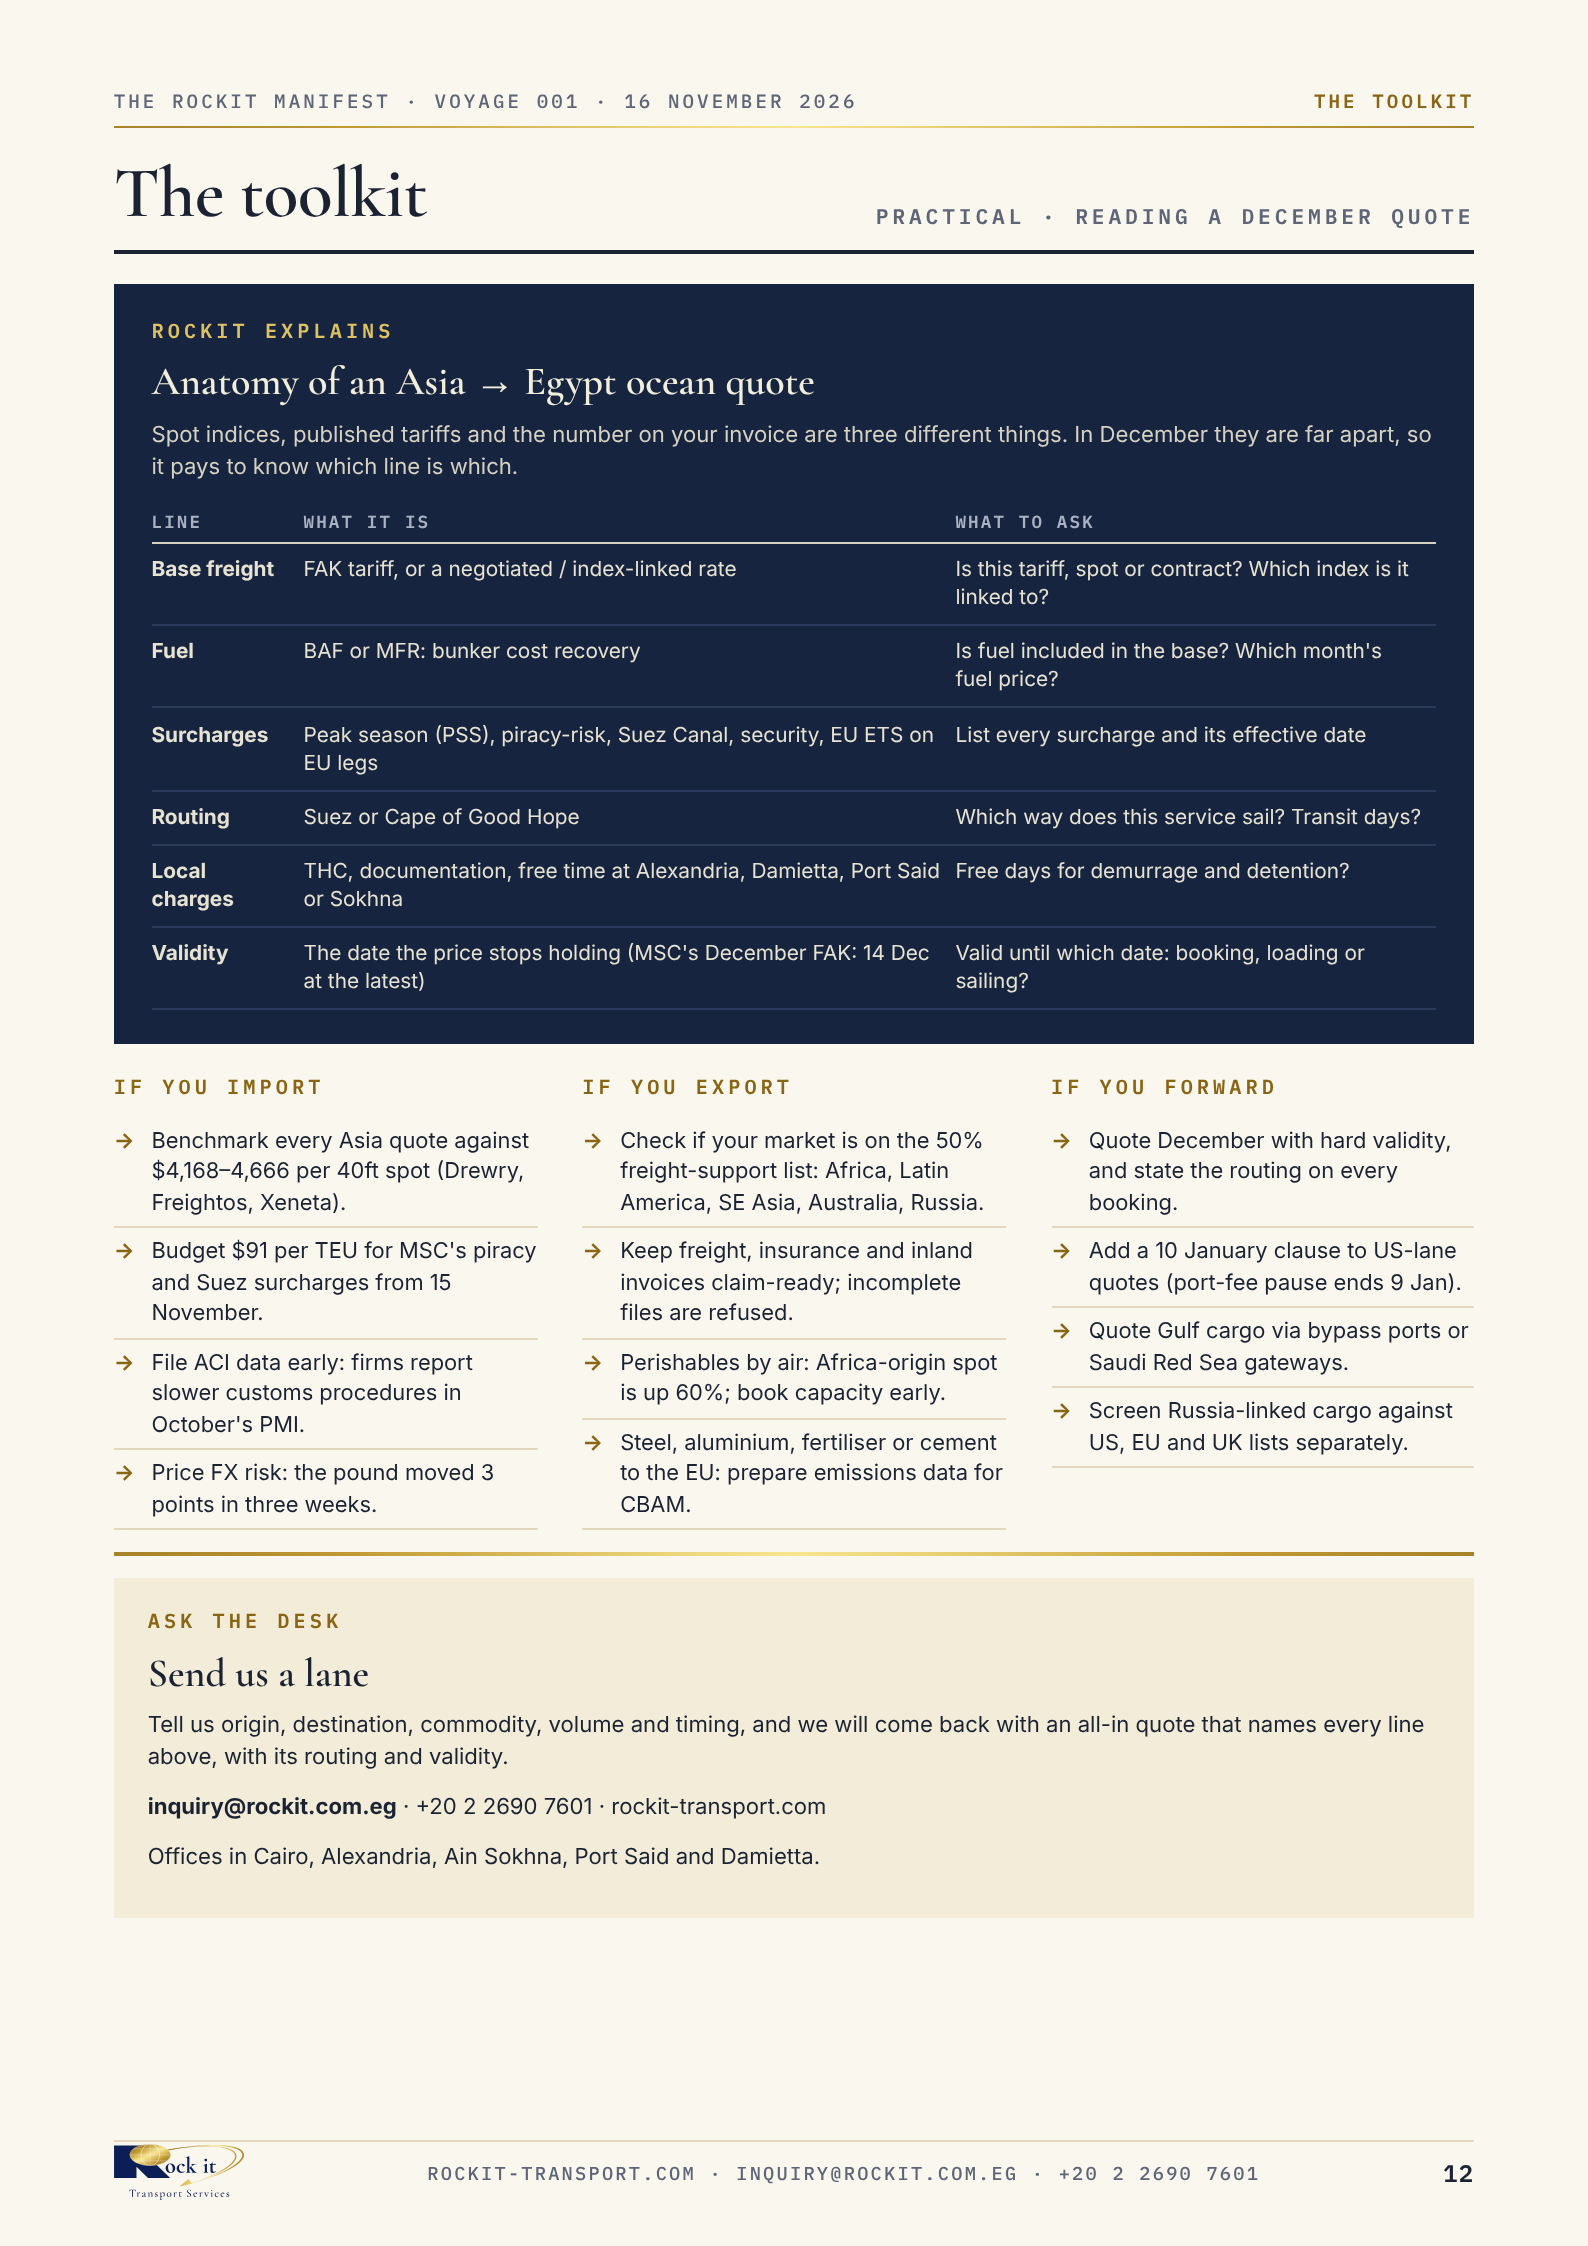 THE ROCKIT MANIFEST · VOYAGE 001 · 16 NOVEMBER 2026
THE TOOLKIT
The toolkit
PRACTICAL · READING A DECEMBER QUOTE
ROCKIT EXPLAINS
Anatomy of an Asia → Egypt ocean quote
Spot indices, published tariffs and the number on your invoice are three different things. In December they are far apart, so
it pays to know which line is which.
LINE WHAT IT IS WHAT TO ASK
Base freight FAK tariff, or a negotiated / index-linked rate Is this tariff, spot or contract? Which index is it
linked to?
Fuel BAF or MFR: bunker cost recovery Is fuel included in the base? Which month's
fuel price?
Surcharges Peak season (PSS), piracy-risk, Suez Canal, security, EU ETS on List every surcharge and its effective date
EU legs
Routing Suez or Cape of Good Hope Which way does this service sail? Transit days?
Local THC, documentation, free time at Alexandria, Damietta, Port Said Free days for demurrage and detention?
charges or Sokhna
Validity The date the price stops holding (MSC's December FAK: 14 Dec Valid until which date: booking, loading or
at the latest) sailing?
IF YOU IMPORT
→ Benchmark every Asia quote against
$4,168–4,666 per 40ft spot (Drewry,
Freightos, Xeneta).
→ Budget $91 per TEU for MSC's piracy
and Suez surcharges from 15
November.
→ File ACI data early: firms report
slower customs procedures in
October's PMI.
→ Price FX risk: the pound moved 3
points in three weeks.
IF YOU EXPORT
→ Check if your market is on the 50%
freight-support list: Africa, Latin
America, SE Asia, Australia, Russia.
→ Keep freight, insurance and inland
invoices claim-ready; incomplete
files are refused.
→ Perishables by air: Africa-origin spot
is up 60%; book capacity early.
→ Steel, aluminium, fertiliser or cement
to the EU: prepare emissions data for
CBAM.
IF YOU FORWARD
→ Quote December with hard validity,
and state the routing on every
booking.
→ Add a 10 January clause to US-lane
quotes (port-fee pause ends 9 Jan).
→ Quote Gulf cargo via bypass ports or
Saudi Red Sea gateways.
→ Screen Russia-linked cargo against
US, EU and UK lists separately.
ASK THE DESK
Send us a lane
Tell us origin, destination, commodity, volume and timing, and we will come back with an all-in quote that names every line
above, with its routing and validity.
inquiry@rockit.com.eg · +20 2 2690 7601 · rockit-transport.com
Offices in Cairo, Alexandria, Ain Sokhna, Port Said and Damietta.
Rock it
Transport Services
ROCKIT-TRANSPORT.COM · INQUIRY@ROCKIT.COM.EG · +20 2 2690 7601
12